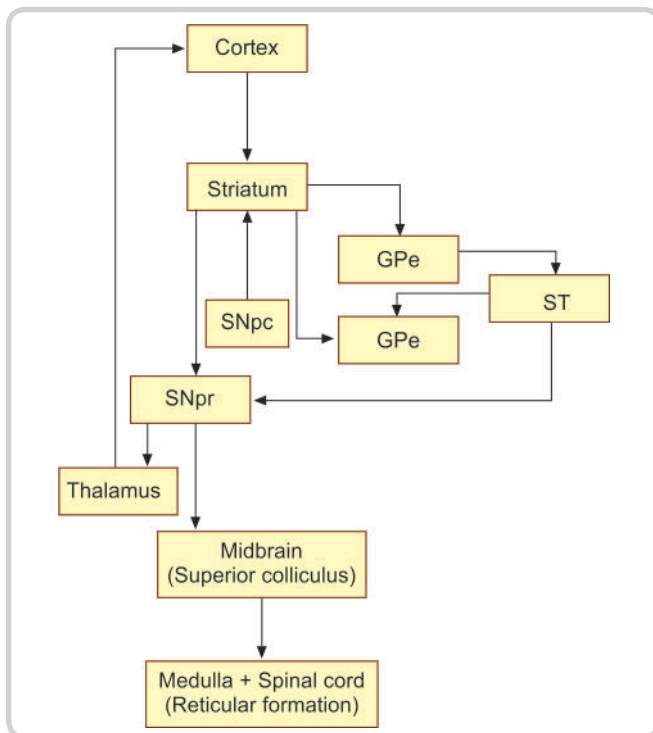 Cortex
Striatum
GPe
ST
SNpc
GPe
SNpr
Thalamus
Midbrain
(Superior colliculus)
Medulla + Spinal cord
(Reticular formation)